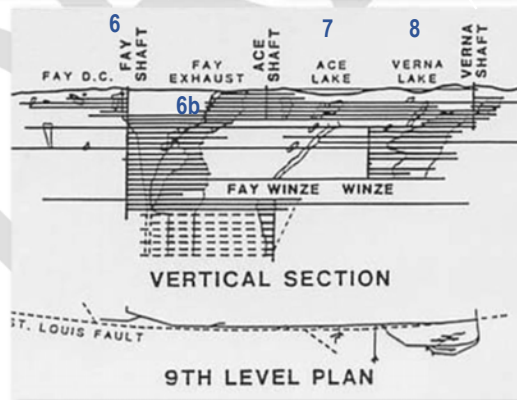 6
7
8
FAY SHAFT
ACE SHAFT
VERNA SHAFT
FAY D.C.
FAY EXHAUST
ACE LAKE
VERNA LAKE
6b
FAY WINZE
WINZE
VERTICAL SECTION
ST. LOUIS FAULT
9TH LEVEL PLAN